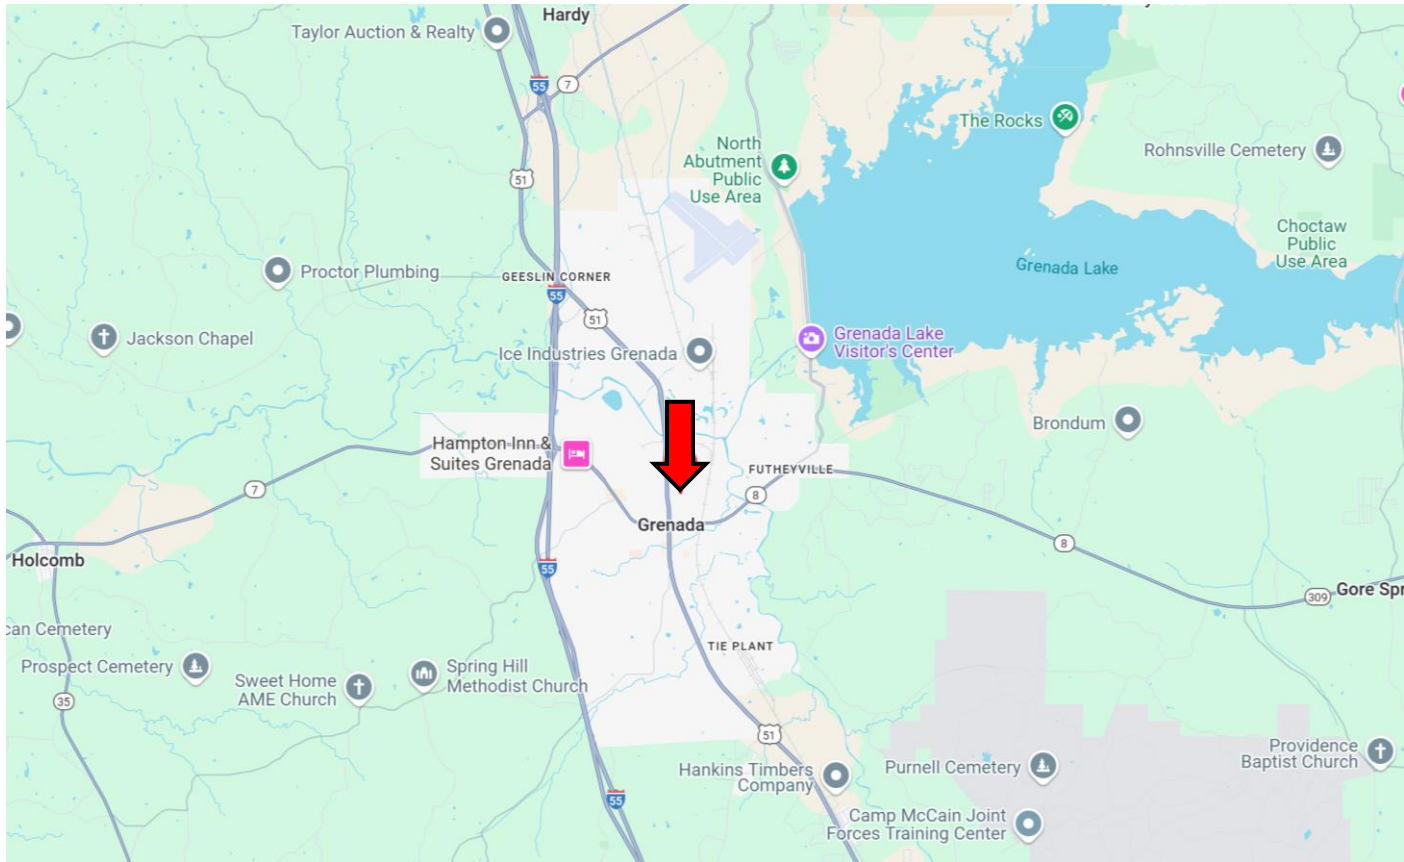 Hardy
Taylor Auction & Realty
55
7
The Rocks
North
Abutment
Public
Use Area
Rohnsville Cemetery
51
Choctaw
Public
Use Area
Grenada Lake
Proctor Plumbing
GEESLIN CORNER
55
51
Jackson Chapel
Ice Industries Grenada
Grenada Lake
Visitor's Center
Brondum
Hampton Inn &
Suites Grenada
FUTHEYVILLE
7
8
Grenada
8
Holcomb
55
309
Gore Spr
can Cemetery
TIE PLANT
Prospect Cemetery
Spring Hill
Methodist Church
Sweet Home
AME Church
35
51
Providence
Baptist Church
Hankins Timbers
Company
Purnell Cemetery
55
Camp McCain Joint
Forces Training Center